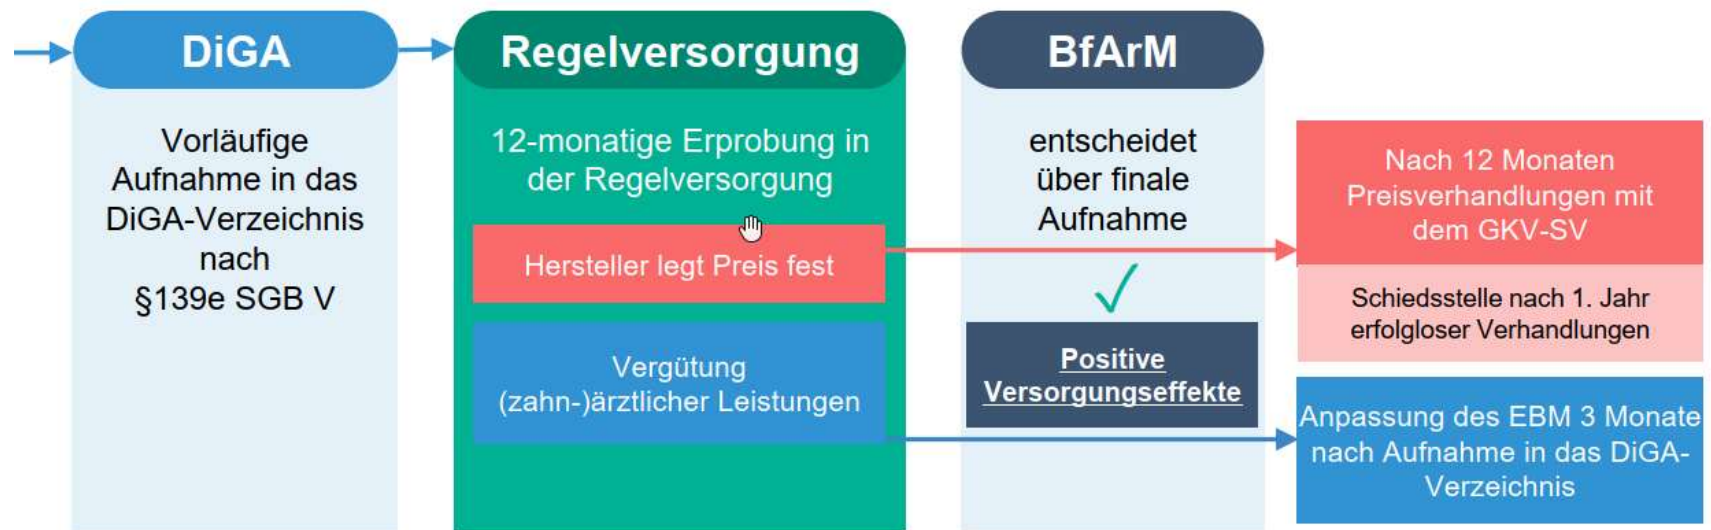 DiGA
Vorläufige
Aufnahme in das
DiGA-Verzeichnis
nach
§139e SGB V
Regelversorgung
12-monatige Erprobung in
der Regelversorgung
Hersteller legt Preis fest
Vergütung
(zahn-)ärztlicher Leistungen
BfArM
entscheidet
über finale
Aufnahme
Positive
Versorgungseffekte
Nach 12 Monaten
Preisverhandlungen mit
dem GKV-SV
Schiedsstelle nach 1. Jahr
erfolgloser Verhandlungen
Anpassung des EBM 3 Monate
nach Aufnahme in das DiGA-
Verzeichnis